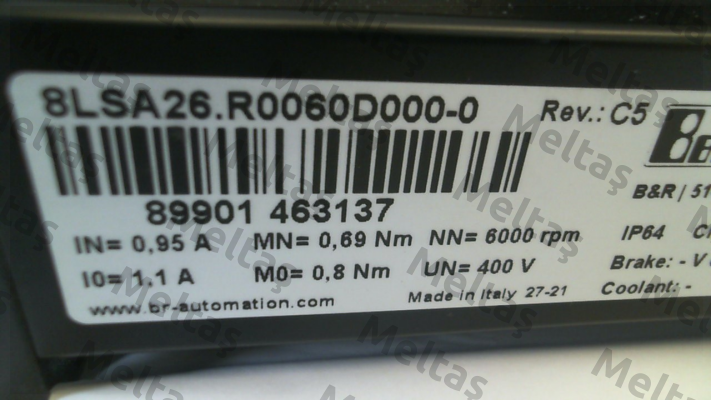 8LSA26.R0060D000-0 Rev.: C5
B&R / 51
89901 463137
IN= 0,95 A MN= 0,69 Nm NN= 6000 rpm IP64
I0= 1,1 A M0= 0,8 Nm UN= 400 V Brake: - V
Made in Italy 27-21 Coolant: -
www.br-automation.com
Meltaş